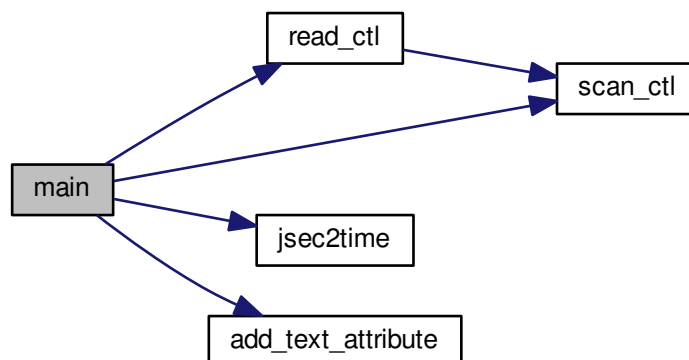 read_ctl
scan_ctl
main
jsec2time
add_text_attribute